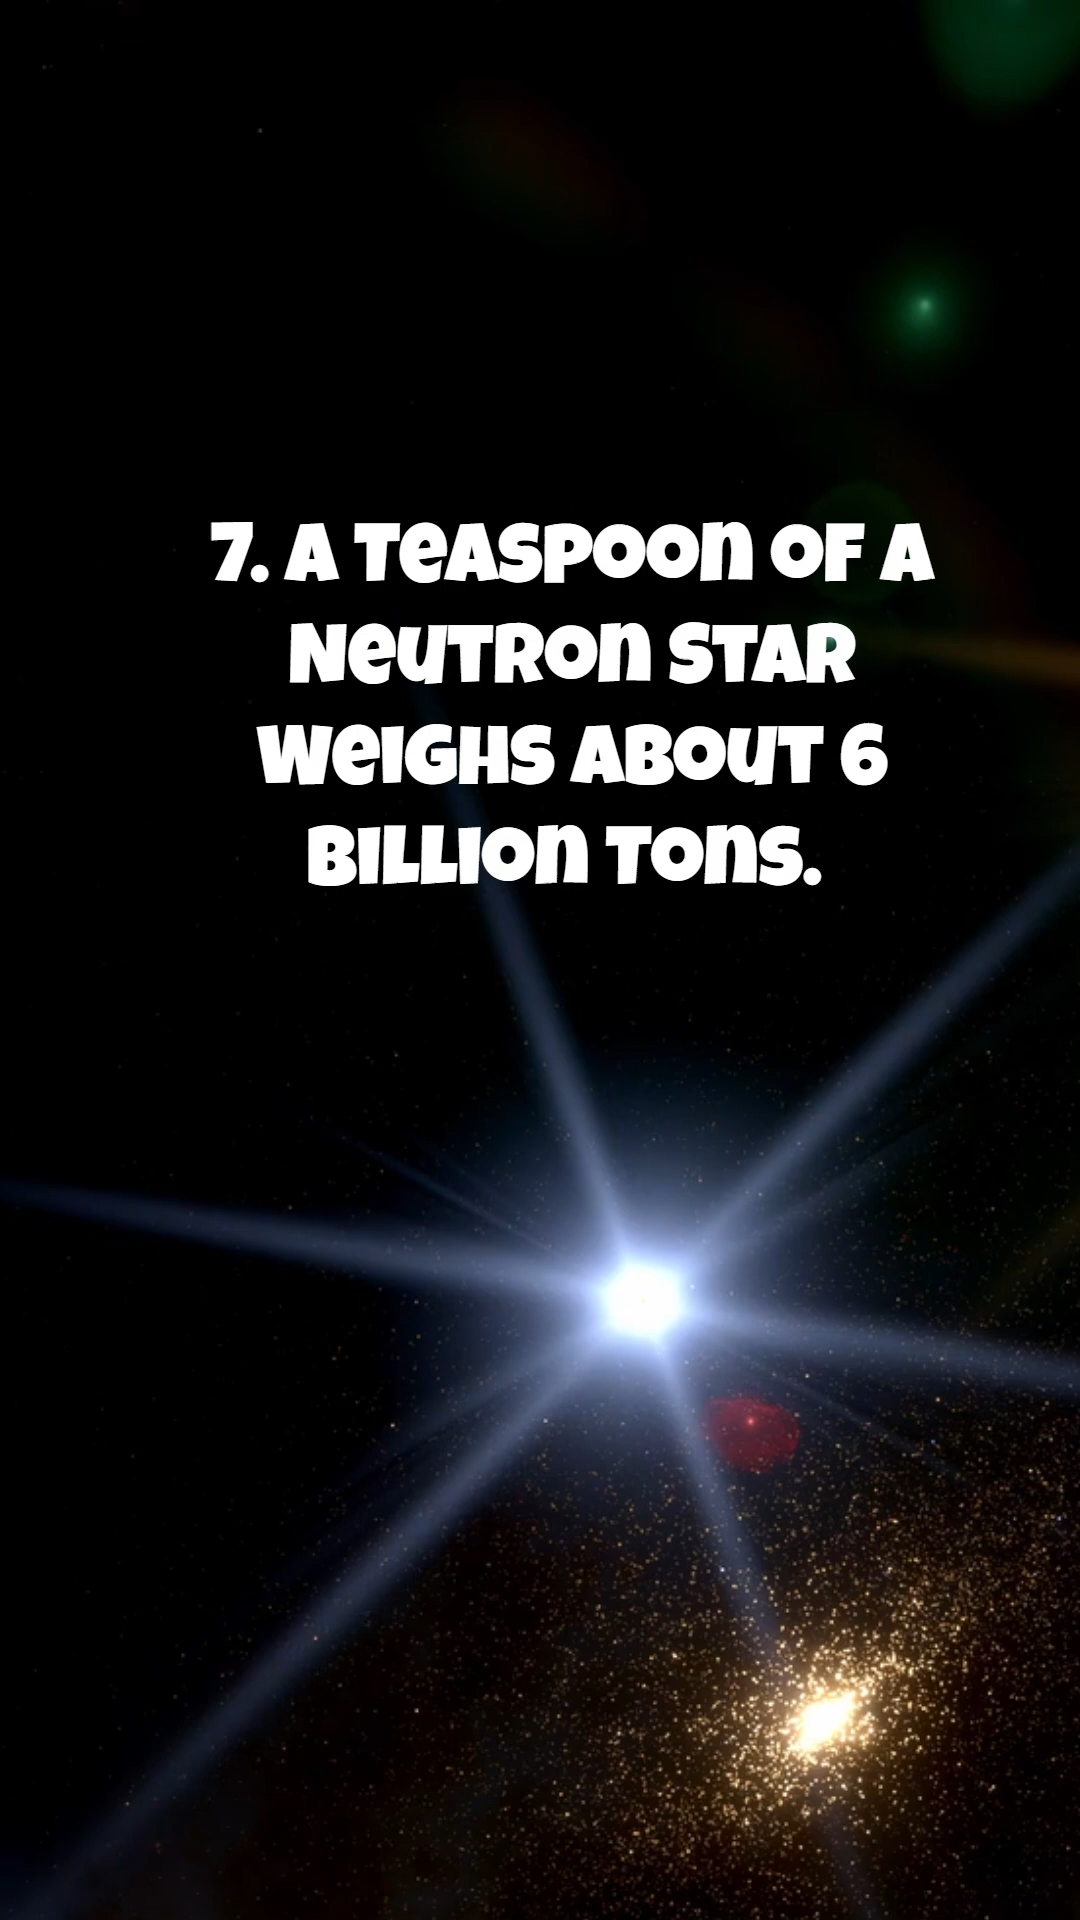 7. A Teaspoon of a
Neutron Star
Weighs About 6
Billion Tons.